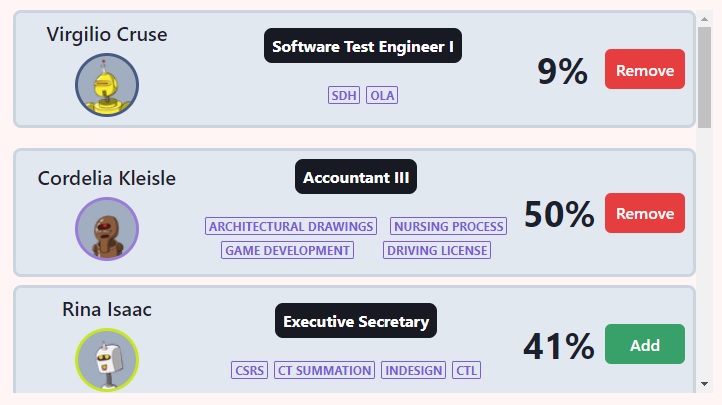 Virgilio Cruse
Software Test Engineer I
SDH OLA
9%
Remove
Cordelia Kleisle
Accountant III
ARCHITECTURAL DRAWINGS NURSING PROCESS
GAME DEVELOPMENT DRIVING LICENSE
50%
Remove
Rina Isaac
Executive Secretary
CSRS CT SUMMATION INDESIGN CTL
41%
Add